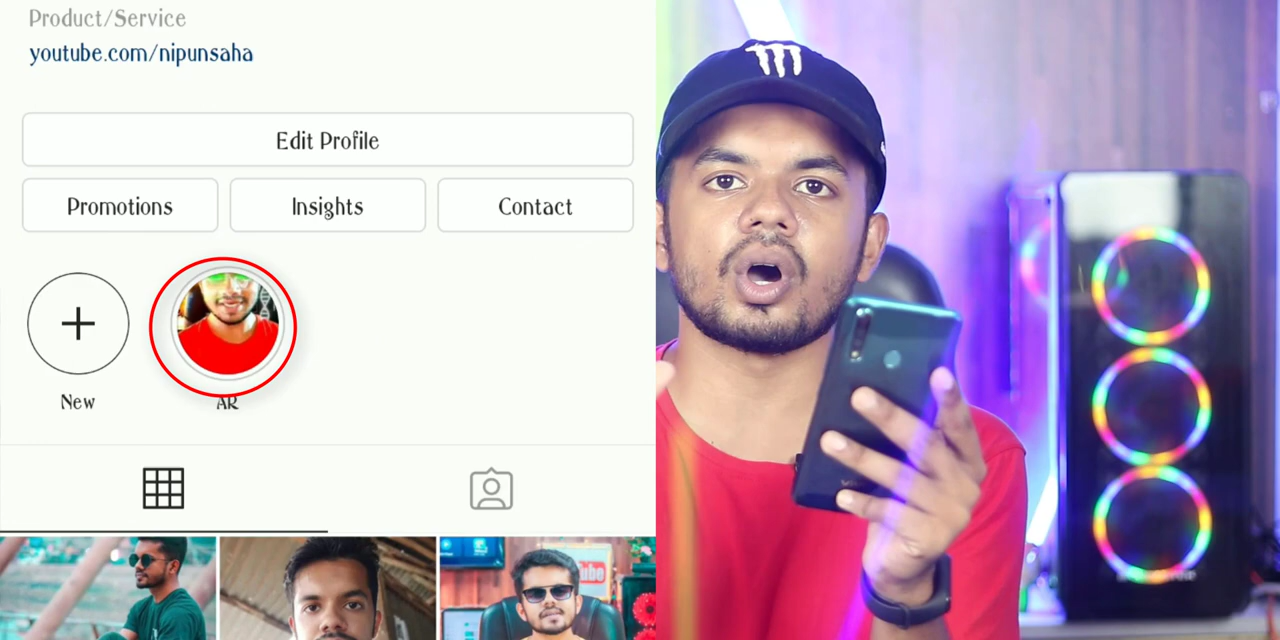 Product/Service
youtube.com/nipunsaha
Edit Profile
Promotions
Insights
Contact
New
AR